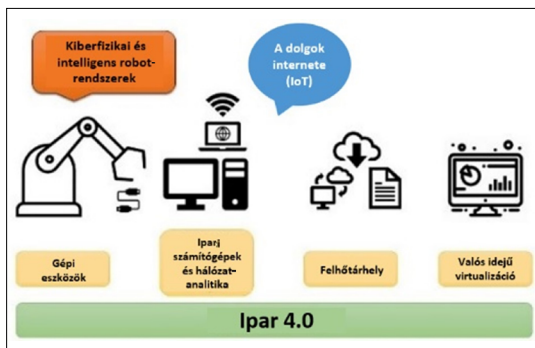 Kiberfizikai és
intelligens robot-
rendszerek
A dolgok
internete
(IoT)
Gépi
eszközök
Ipari
számítógépek
és hálózat-
analitika
Felhőtárhely
Valós idejű
virtualizáció
Ipar 4.0